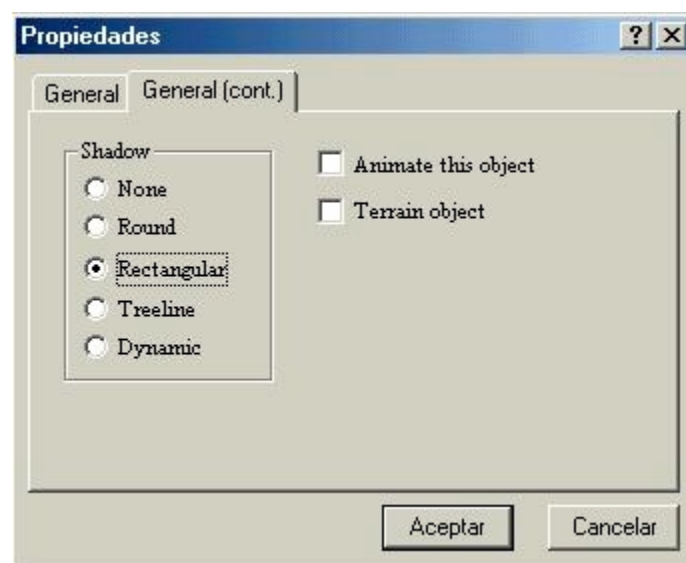 Propiedades
General
General (cont.)
Shadow
None
Round
Rectangular
Treeline
Dynamic
Animate this object
Terrain object
Aceptar
Cancelar